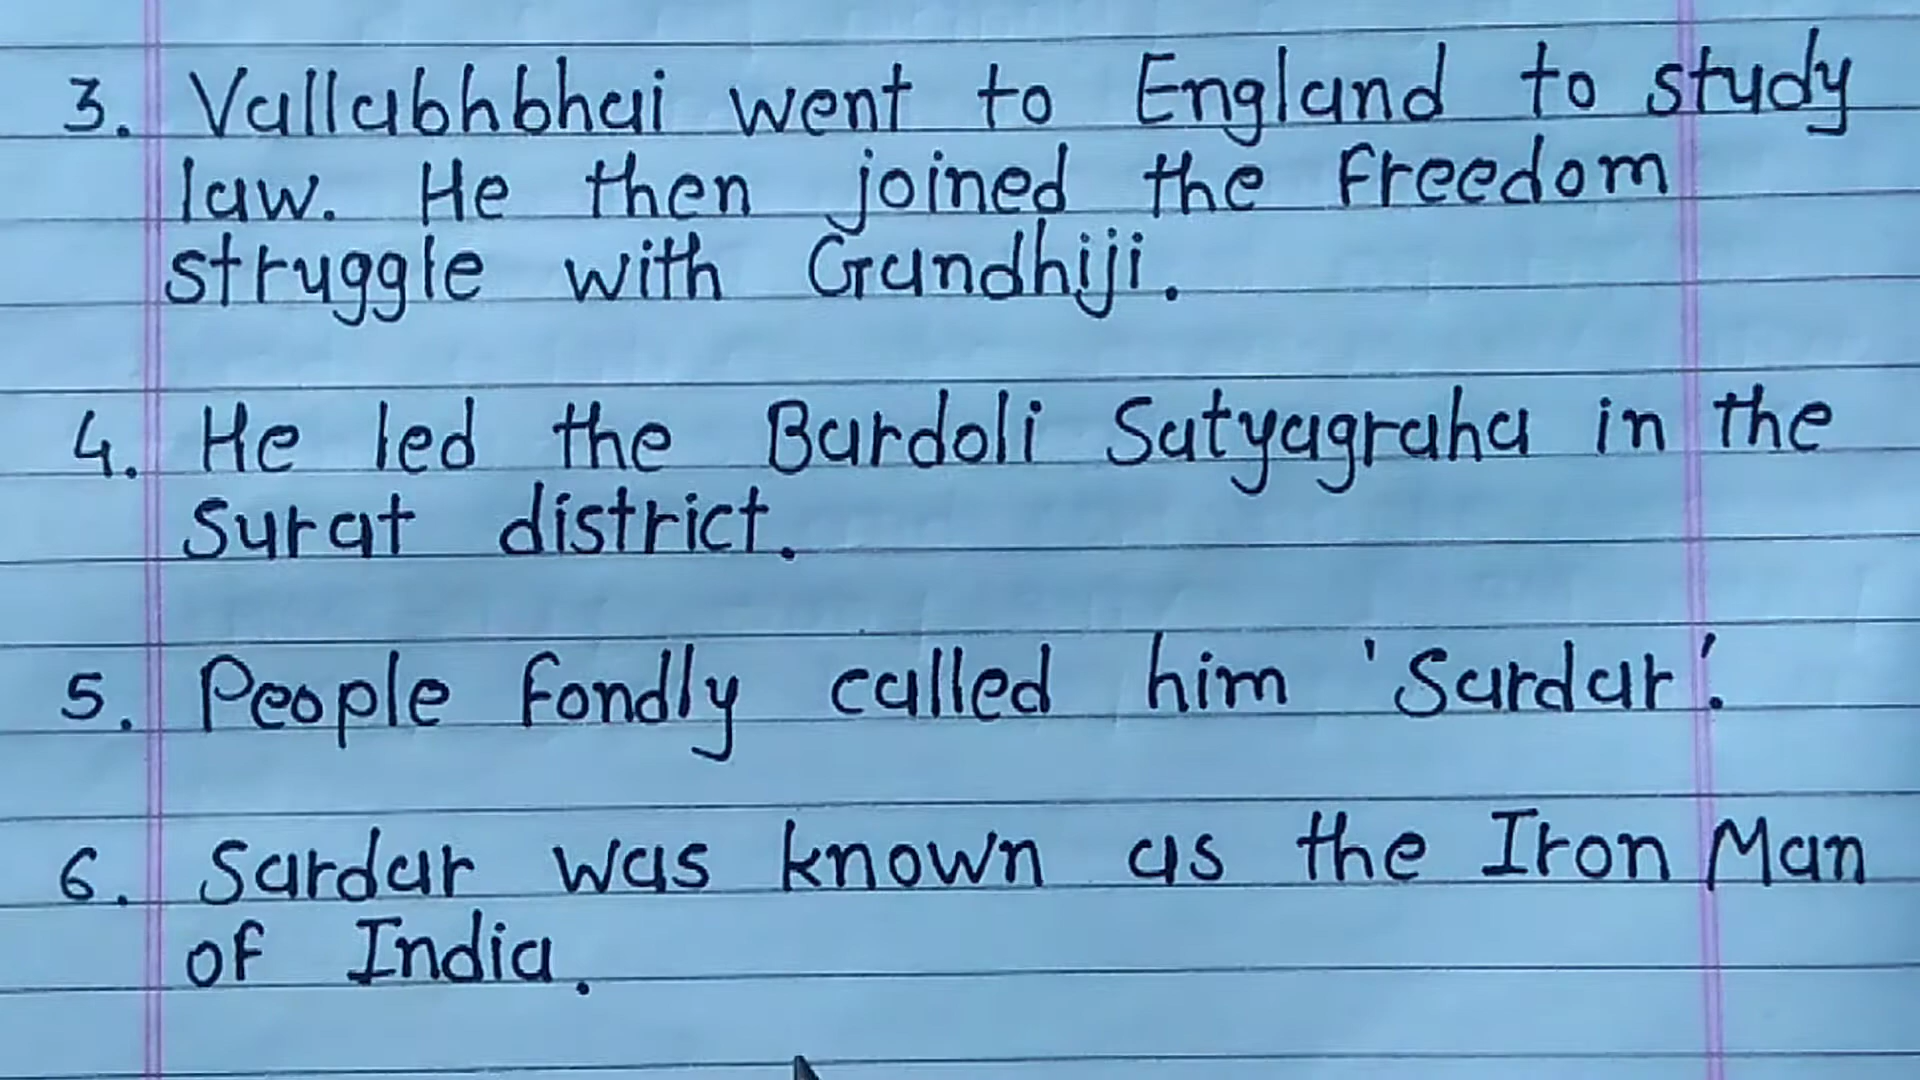 3. Vallabhbhai went to England to study
law. He then joined the freedom
struggle with Gandhiji.
4. He led the Bardoli Satyagraha in the
Surat district.
5. People fondly called him 'Sardar'.
6. Sardar was known as the Iron Man
of India.